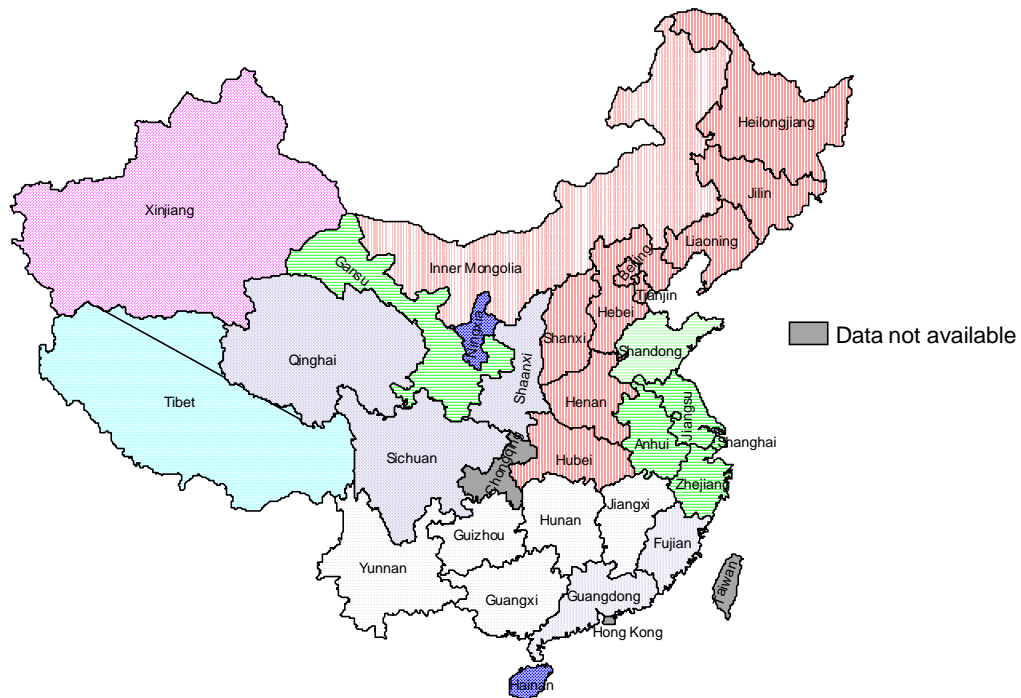 Heilongjiang
Jilin
Xinjiang
Liaoning
Beijing
Gansu
Inner Mongolia
Tianjin
Hebei
Ningxia
Shanxi
Data not available
Shandong
Qinghai
Shaanxi
Tibet
Henan
Jiangsu
Anhui
Shanghai
Sichuan
Hubei
Chongqing
Zhejiang
Jiangxi
Hunan
Guizhou
Fujian
Yunnan
Taiwan
Guangdong
Guangxi
Hong Kong
Hainan